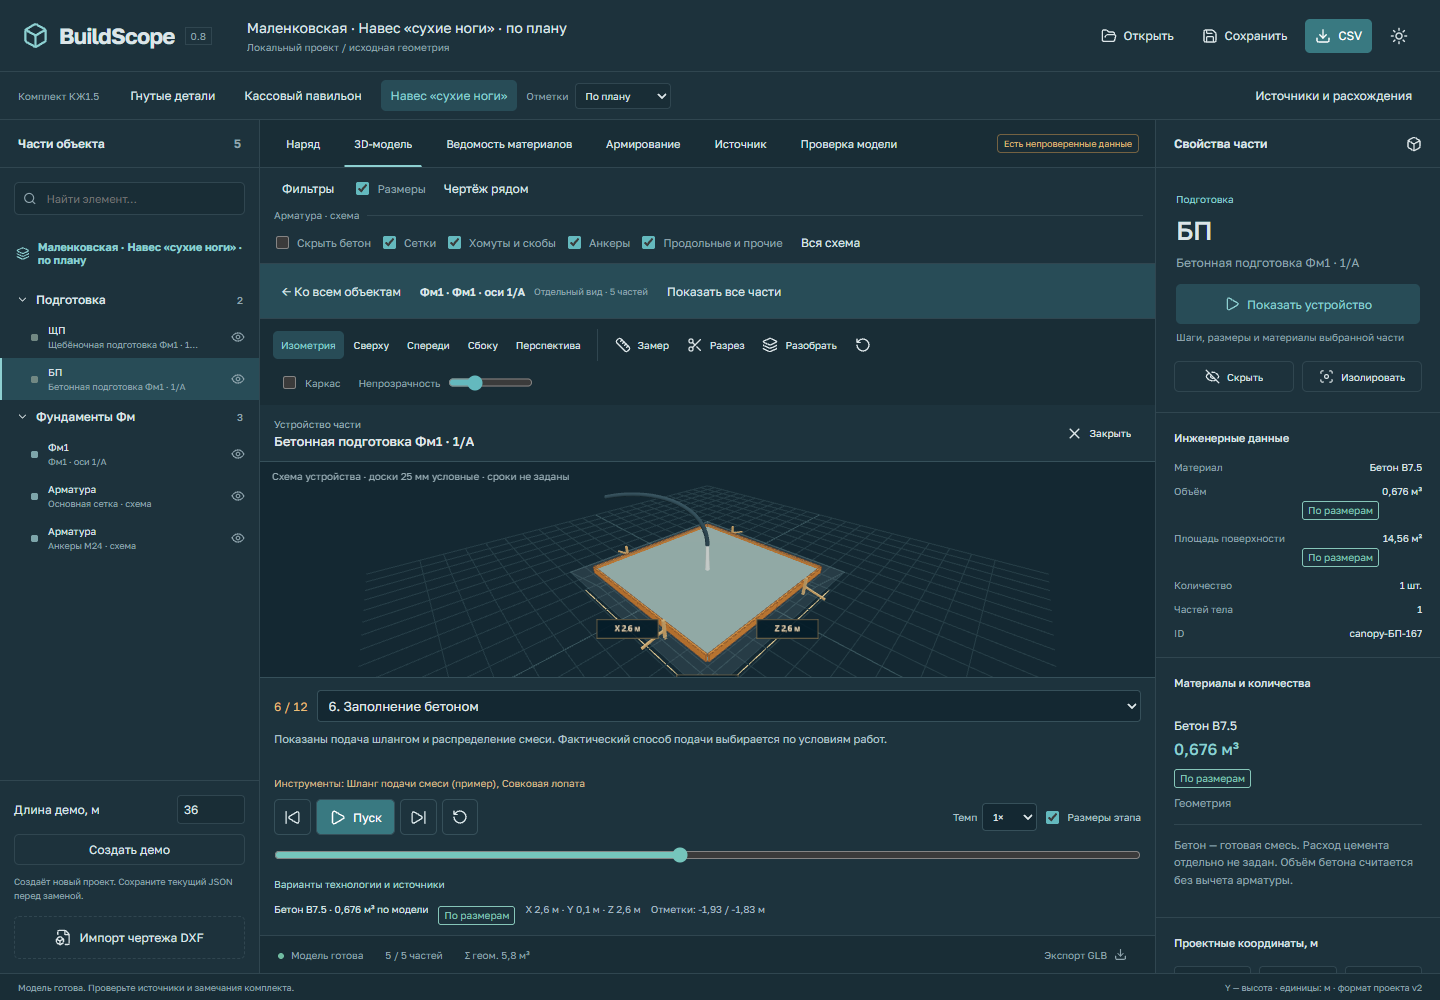 BuildScope 0.8
Маленковская · Навес «сухие ноги» · по плану
Локальный проект / исходная геометрия
Открыть
Сохранить
CSV
Комплект КЖ1.5
Гнутые детали
Кассовый павильон
Навес «сухие ноги»
Отметки
По плану
Источники и расхождения
Части объекта 5
Найти элемент...
Маленковская · Навес «сухие ноги» ·
по плану
Подготовка 2
ЩП
Щебёночная подготовка Фм1 · 1...
БП
Бетонная подготовка Фм1 · 1/А
Фундаменты Фм 3
Фм1
Фм1 · оси 1/А
Арматура
Основная сетка · схема
Арматура
Анкеры М24 · схема
Длина демо, м 36
Создать демо
Создаёт новый проект. Сохраните текущий JSON
перед заменой.
Импорт чертежа DXF
Наряд
3D-модель
Ведомость материалов
Армирование
Источник
Проверка модели
Есть непроверенные данные
Фильтры
Размеры
Чертёж рядом
Арматура · схема
Скрыть бетон
Сетки
Хомуты и скобы
Анкеры
Продольные и прочие
Вся схема
← Ко всем объектам
Фм1 · Фм1 · оси 1/А
Отдельный вид · 5 частей
Показать все части
Изометрия
Сверху
Спереди
Сбоку
Перспектива
Замер
Разрез
Разобрать
Каркас
Непрозрачность
Устройство части
Бетонная подготовка Фм1 · 1/А
Закрыть
Схема устройства · доски 25 мм условные · сроки не заданы
X 2,6 м
Z 2,6 м
6 / 12
6. Заполнение бетоном
Показаны подача шлангом и распределение смеси. Фактический способ подачи выбирается по условиям работ.
Инструменты: Шланг подачи смеси (пример), Совковая лопата
Пуск
Темп
1×
Размеры этапа
Варианты технологии и источники
Бетон В7.5 · 0,676 м³ по модели
По размерам
X 2,6 м · Y 0,1 м · Z 2,6 м
Отметки: -1,93 / -1,83 м
Модель готова
5 / 5 частей
Σ геом. 5,8 м³
Экспорт GLB
Свойства части
Подготовка
БП
Бетонная подготовка Фм1 · 1/А
Показать устройство
Шаги, размеры и материалы выбранной части
Скрыть
Изолировать
Инженерные данные
Материал Бетон В7.5
Объём 0,676 м³
По размерам
Площадь поверхности 14,56 м²
По размерам
Количество 1 шт.
Частей тела 1
ID canopy-БП-167
Материалы и количества
Бетон В7.5
0,676 м³
По размерам
Геометрия
Бетон — готовая смесь. Расход цемента
отдельно не задан. Объём бетона считается
без вычета арматуры.
Проектные координаты, м
Модель готова. Проверьте источники и замечания комплекта.
Y — высота · единицы: м · формат проекта v2